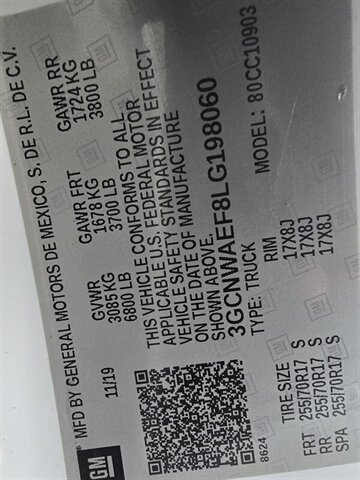 MFD BY GENERAL MOTORS DE MEXICO, S. DE R.L. DE C.V.
11/19 GVWR GAWR FRT GAWR RR
3085 KG 1678 KG 1724 KG
6800 LB 3700 LB 3800 LB
THIS VEHICLE CONFORMS TO ALL
APPLICABLE U.S. FEDERAL MOTOR
VEHICLE SAFETY STANDARDS IN EFFECT
ON THE DATE OF MANUFACTURE
SHOWN ABOVE.
3GCNWAEF8LG198060
TYPE: TRUCK MODEL: 80CC10903
GM
8624
TIRE SIZE RIM
FRT 255/70R17 S 17X8J
RR 255/70R17 S 17X8J
SPA 255/70R17 S 17X8J